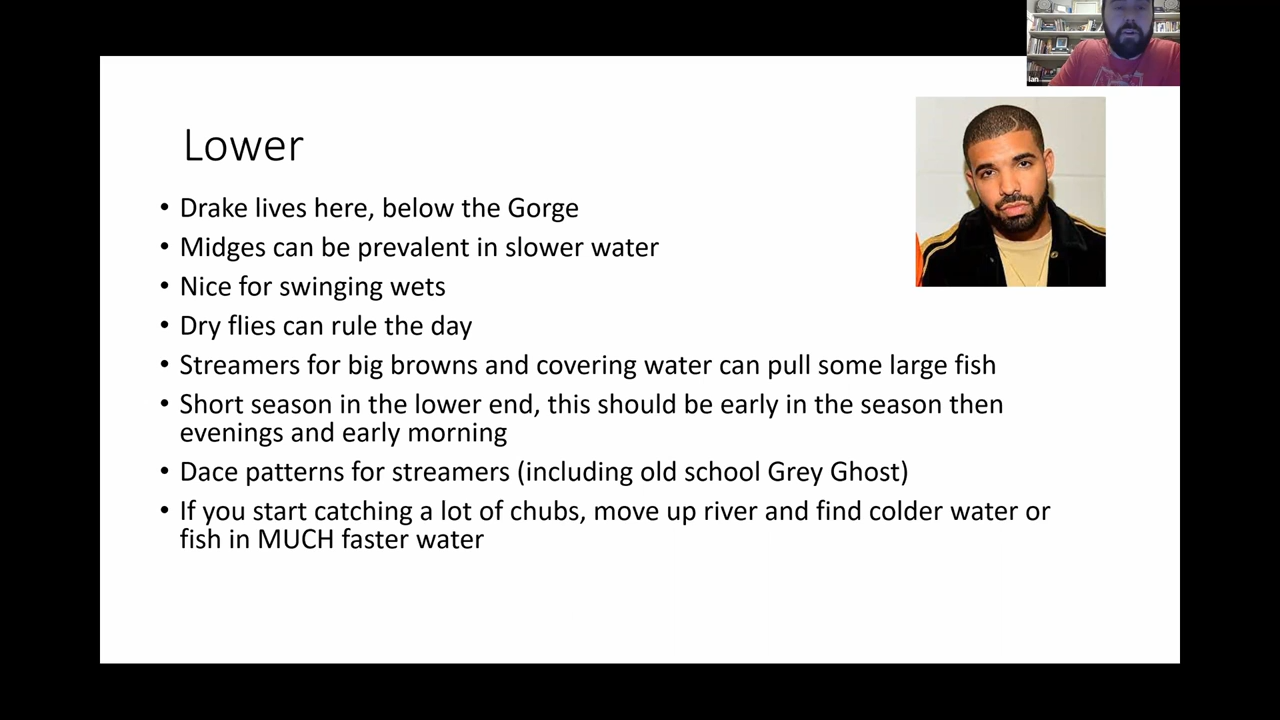 Ian
Lower
• Drake lives here, below the Gorge
• Midges can be prevalent in slower water
• Nice for swinging wets
• Dry flies can rule the day
• Streamers for big browns and covering water can pull some large fish
• Short season in the lower end, this should be early in the season then
evenings and early morning
• Dace patterns for streamers (including old school Grey Ghost)
• If you start catching a lot of chubs, move up river and find colder water or
fish in MUCH faster water